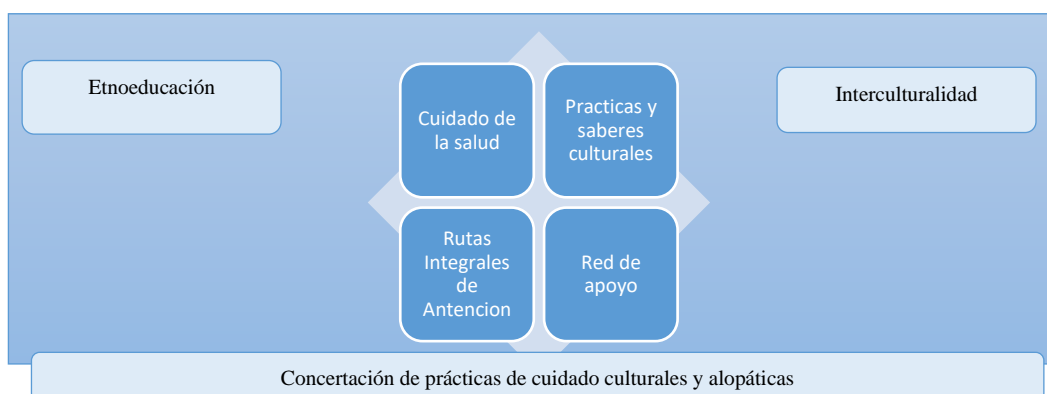 Etnoeducación
Interculturalidad
Cuidado de
la salud
Practicas y
saberes
culturales
Rutas
Integrales
de
Antencion
Red de
apoyo
Concertación de prácticas de cuidado culturales y alopáticas